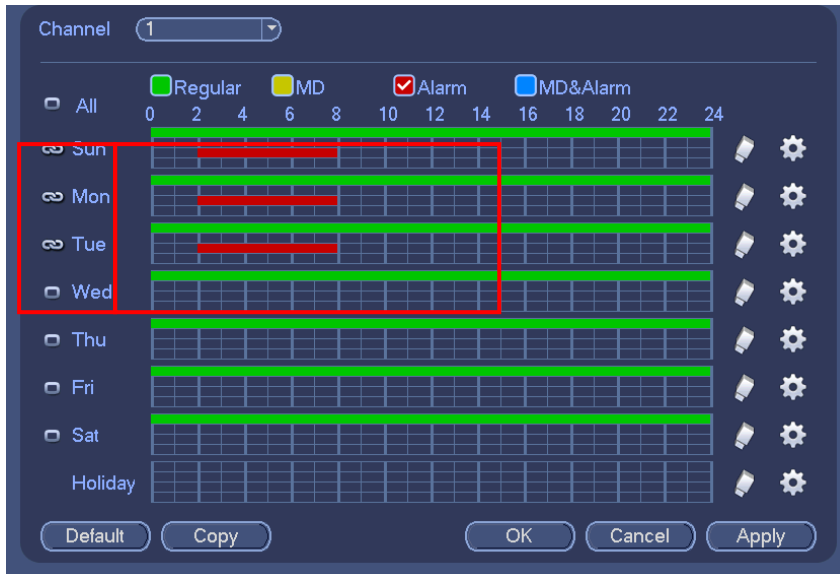 Channel 1
Regular MD Alarm MD&Alarm
All
0 2 4 6 8 10 12 14 16 18 20 22 24
Sun
Mon
Tue
Wed
Thu
Fri
Sat
Holiday
Default Copy OK Cancel Apply